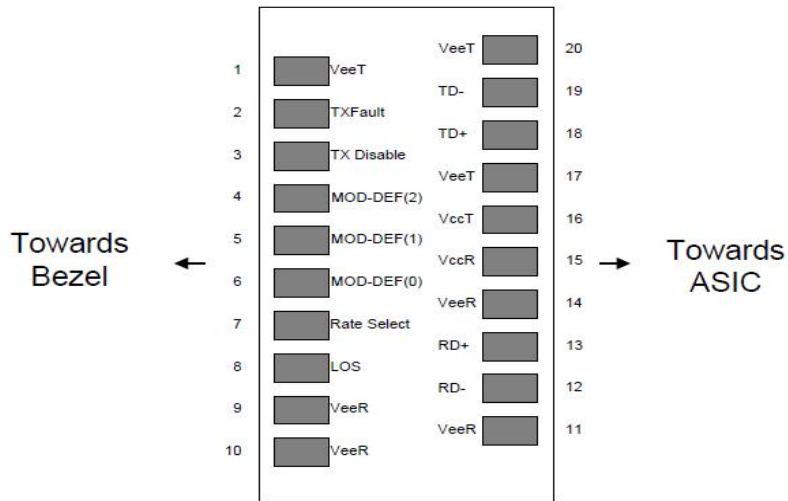 VeeT 20
1 VeeT
TD- 19
2 TXFault
TD+ 18
3 TX Disable
VeeT 17
4 MOD-DEF(2)
VccT 16
5 MOD-DEF(1)
Towards
Bezel
VccR 15
Towards
ASIC
6 MOD-DEF(0)
VeeR 14
7 Rate Select
RD+ 13
8 LOS
RD- 12
9 VeeR
VeeR 11
10 VeeR